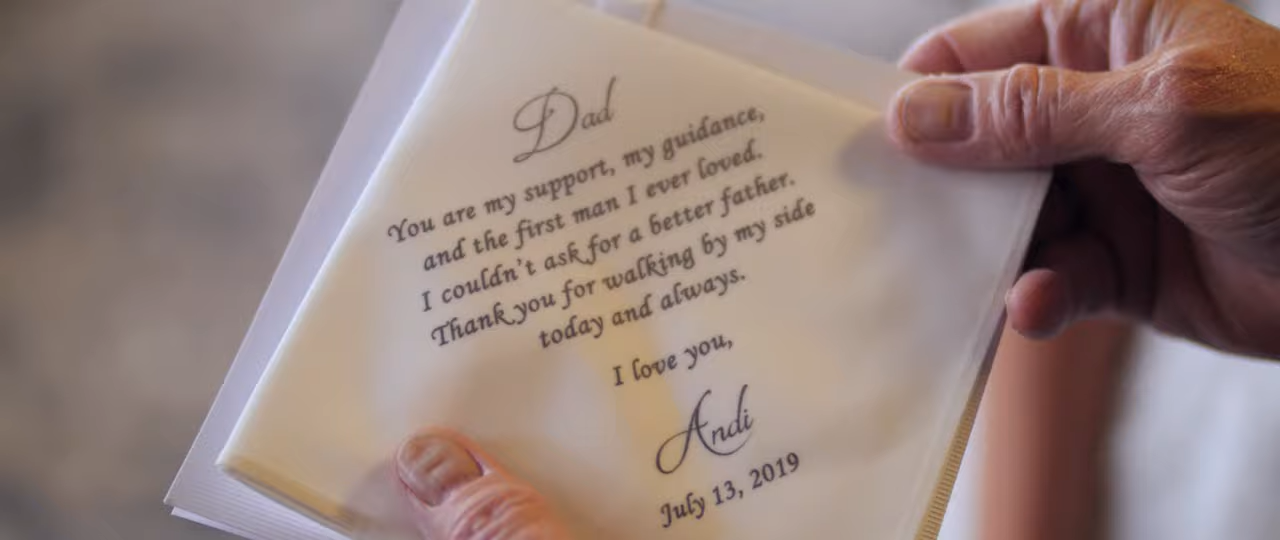 Dad
You are my support, my guidance,
and the first man I ever loved.
I couldn't ask for a better father.
Thank you for walking by my side
today and always.
I love you,
Andi
July 13, 2019